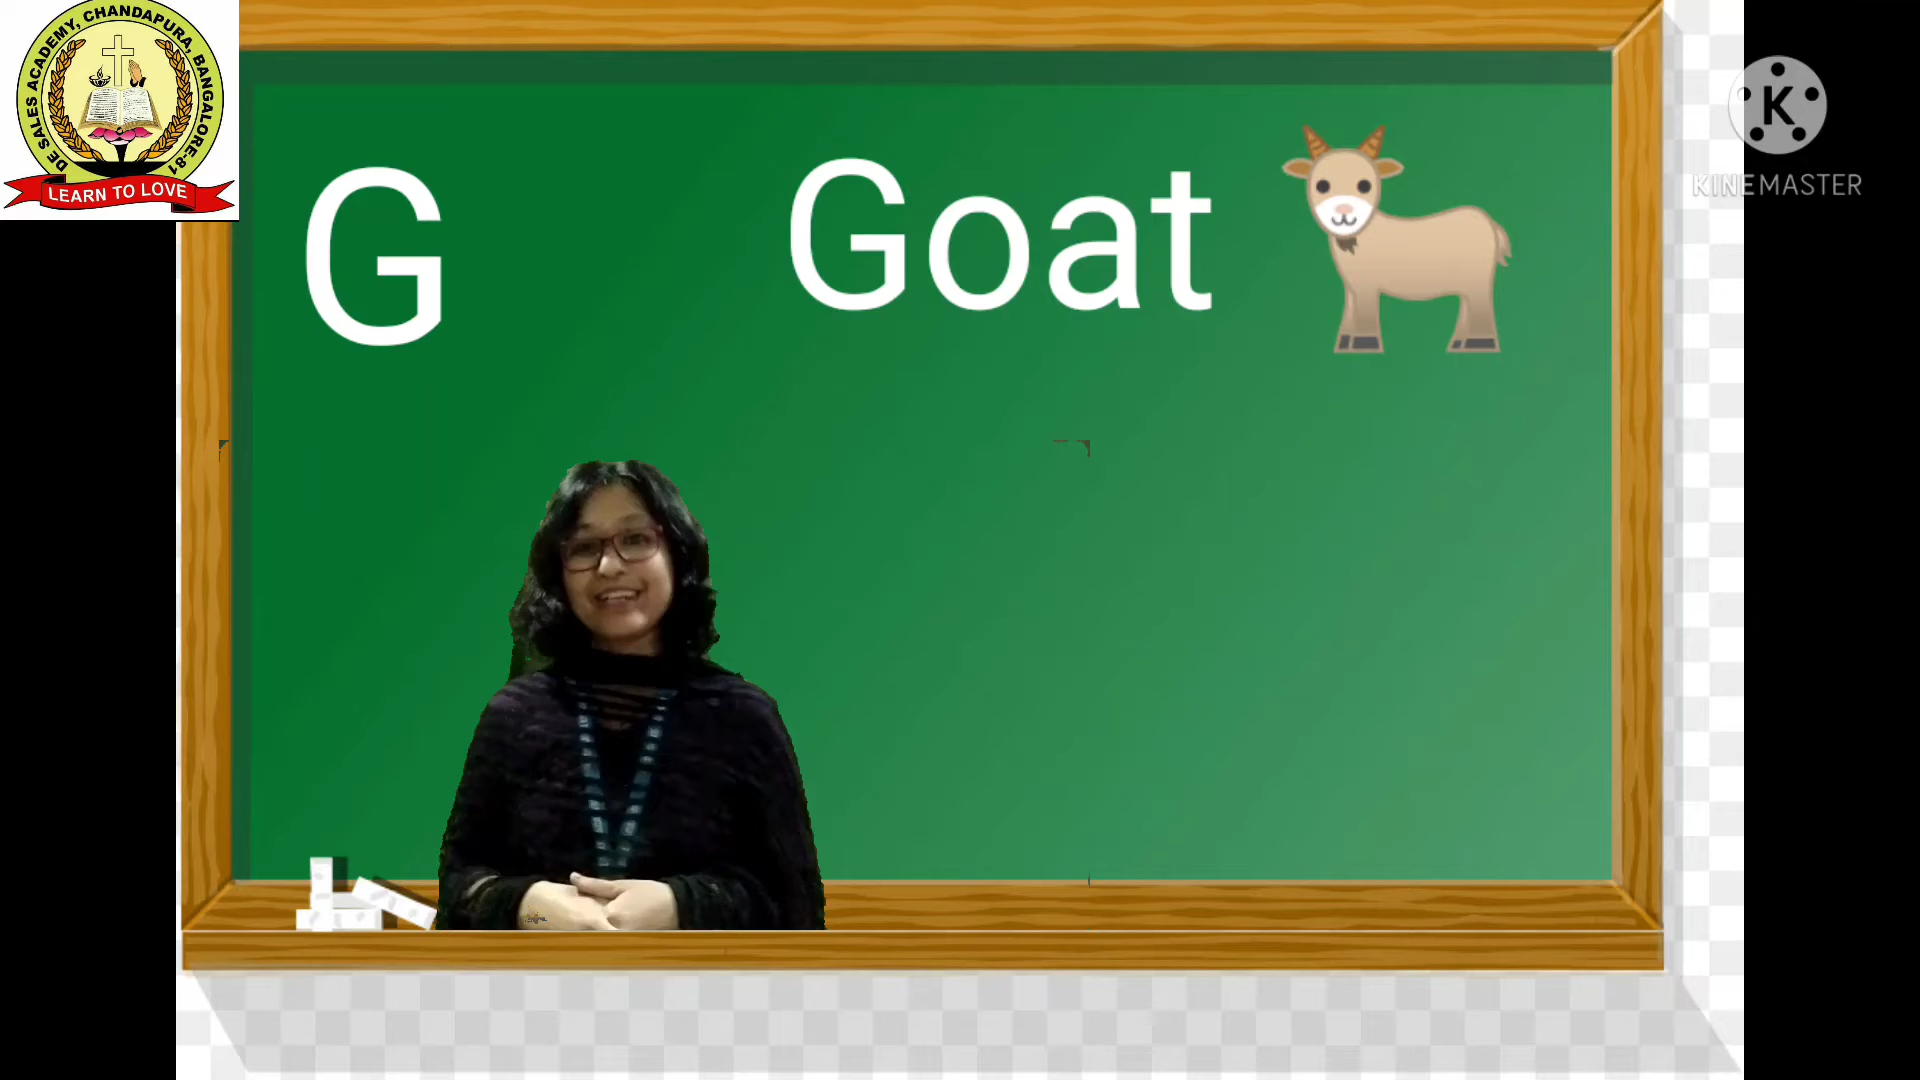 DE SALES ACADEMY, CHANDAPURA, BANGALORE-81
LEARN TO LOVE
G
Goat
K
KINEMASTER